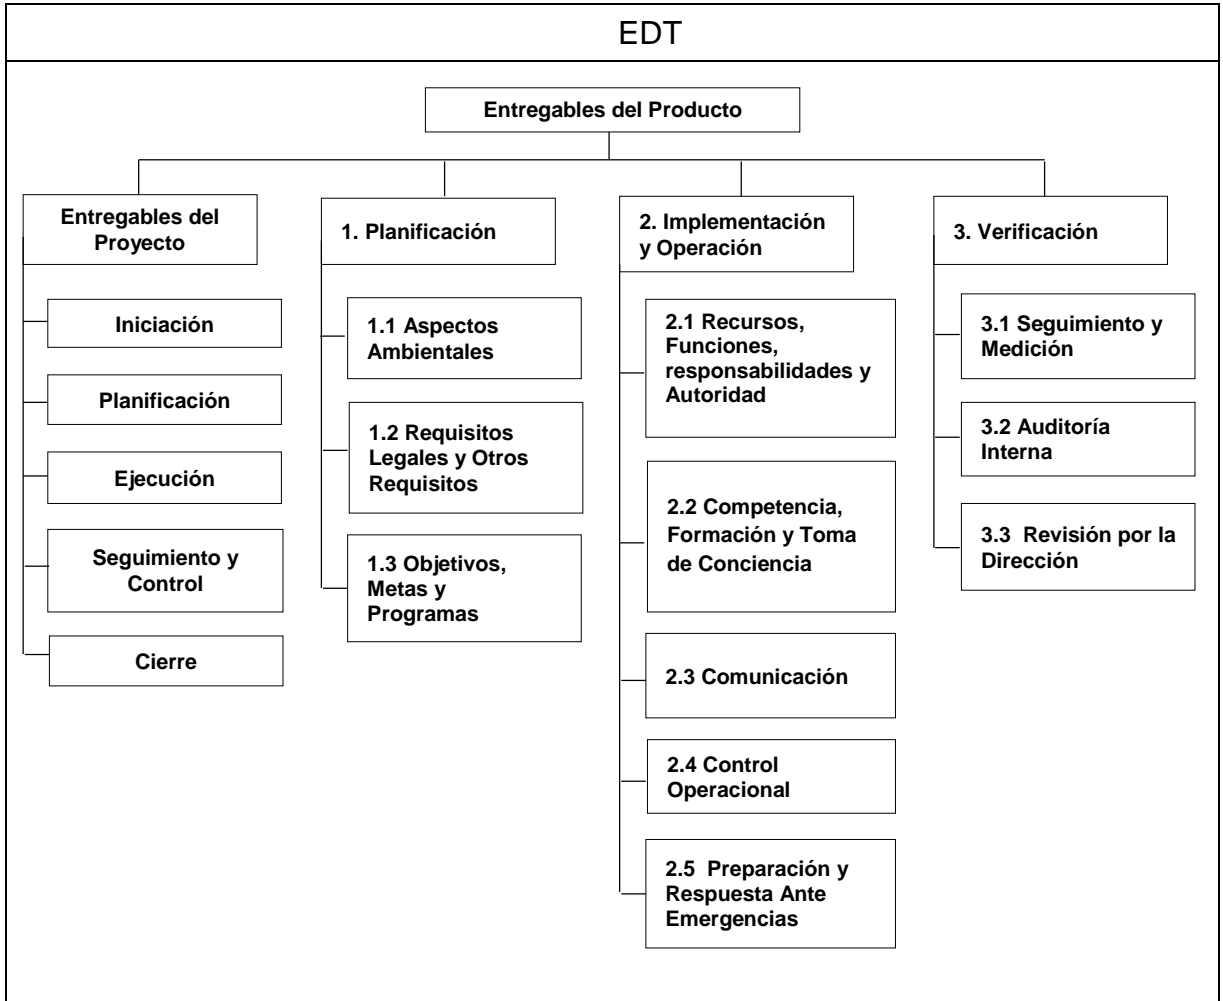 EDT
Entregables del Producto
Entregables del
Proyecto
Iniciación
Planificación
Ejecución
Seguimiento y
Control
Cierre
1. Planificación
1.1 Aspectos
Ambientales
1.2 Requisitos
Legales y Otros
Requisitos
1.3 Objetivos,
Metas y
Programas
2. Implementación
y Operación
2.1 Recursos,
Funciones,
responsabilidades y
Autoridad
2.2 Competencia,
Formación y Toma
de Conciencia
2.3 Comunicación
2.4 Control
Operacional
2.5 Preparación y
Respuesta Ante
Emergencias
3. Verificación
3.1 Seguimiento y
Medición
3.2 Auditoría
Interna
3.3 Revisión por la
Dirección